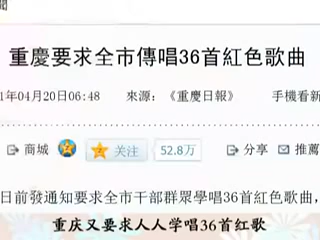 聞
重慶要求全市傳唱36首紅色歌曲
1年04月20日06:48 來源：《重慶日報》 手機看新
商城 关注 52.8万 分享 推薦
日前發通知要求全市干部群眾學唱36首紅色歌曲，
重庆又要求人人学唱36首红歌